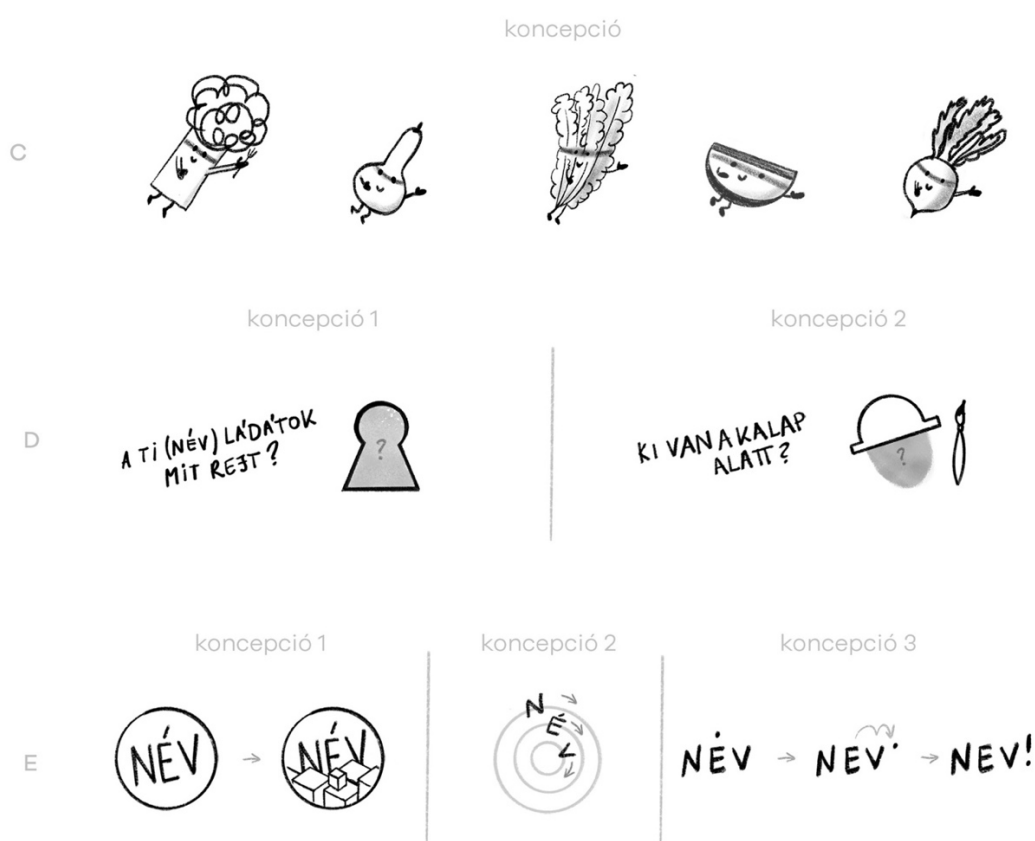 koncepció
C
koncepció 1
koncepció 2
D
A Ti (NÉV) LÁDÁTOK
MiT REJT?
?
KI VAN A KALAP
ALATT?
?
koncepció 1
koncepció 2
koncepció 3
E
NÉV → NÉV
N
É
V
NĖV → NEV˙ → NEV!